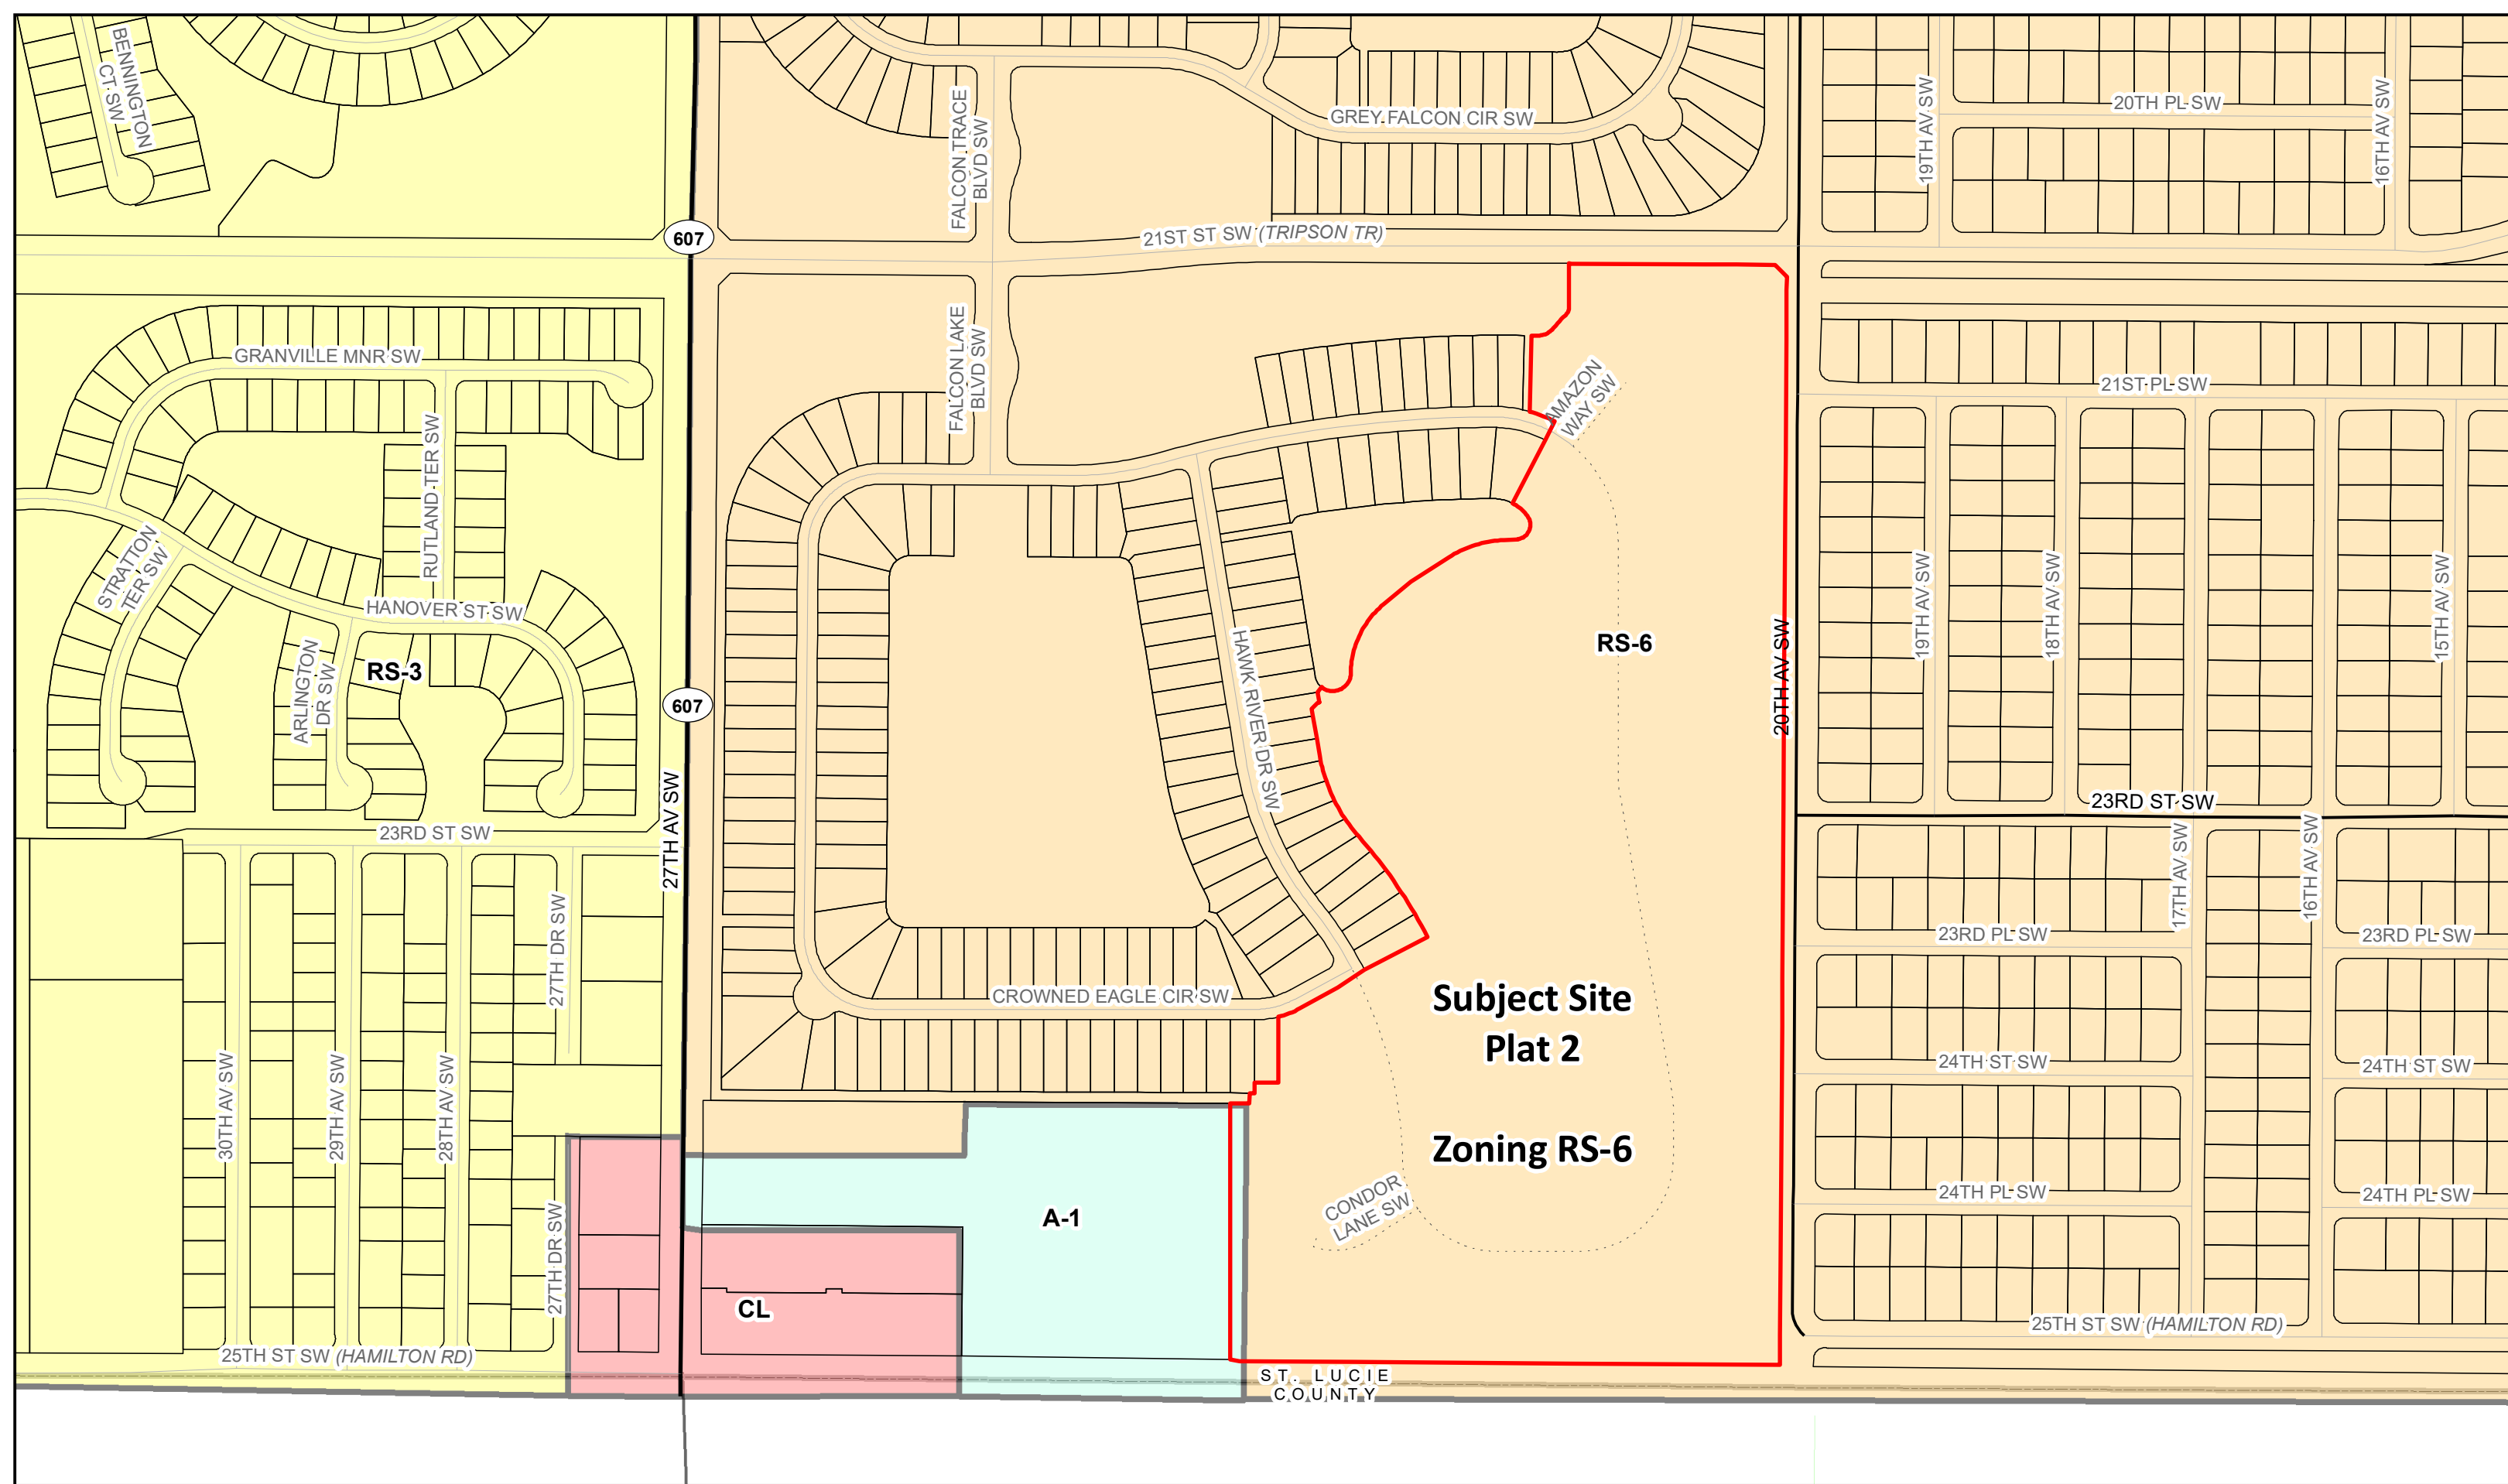 BENNINGTON
CT SW
FALCON TRACE
BLVD SW
GREY FALCON CIR SW
19TH AV SW
20TH PL SW
16TH AV SW
607
21ST ST SW (TRIPSON TR)
GRANVILLE MNR SW
FALCON LAKE
BLVD SW
AMAZON
WAY SW
21ST PL SW
RUTLAND TER SW
STRATTON
TER SW
HANOVER ST SW
ARLINGTON
DR SW
RS-3
HAWK RIVER DR SW
RS-6
20TH AV SW
19TH AV SW
18TH AV SW
15TH AV SW
607
27TH AV SW
23RD ST SW
23RD ST SW
27TH DR SW
17TH AV SW
16TH AV SW
23RD PL SW
23RD PL SW
CROWNED EAGLE CIR SW
Subject Site
Plat 2
Zoning RS-6
30TH AV SW
29TH AV SW
28TH AV SW
24TH ST SW
24TH ST SW
27TH DR SW
A-1
CONDOR
LANE SW
24TH PL SW
24TH PL SW
CL
25TH ST SW (HAMILTON RD)
25TH ST SW (HAMILTON RD)
ST. LUCIE
COUNTY